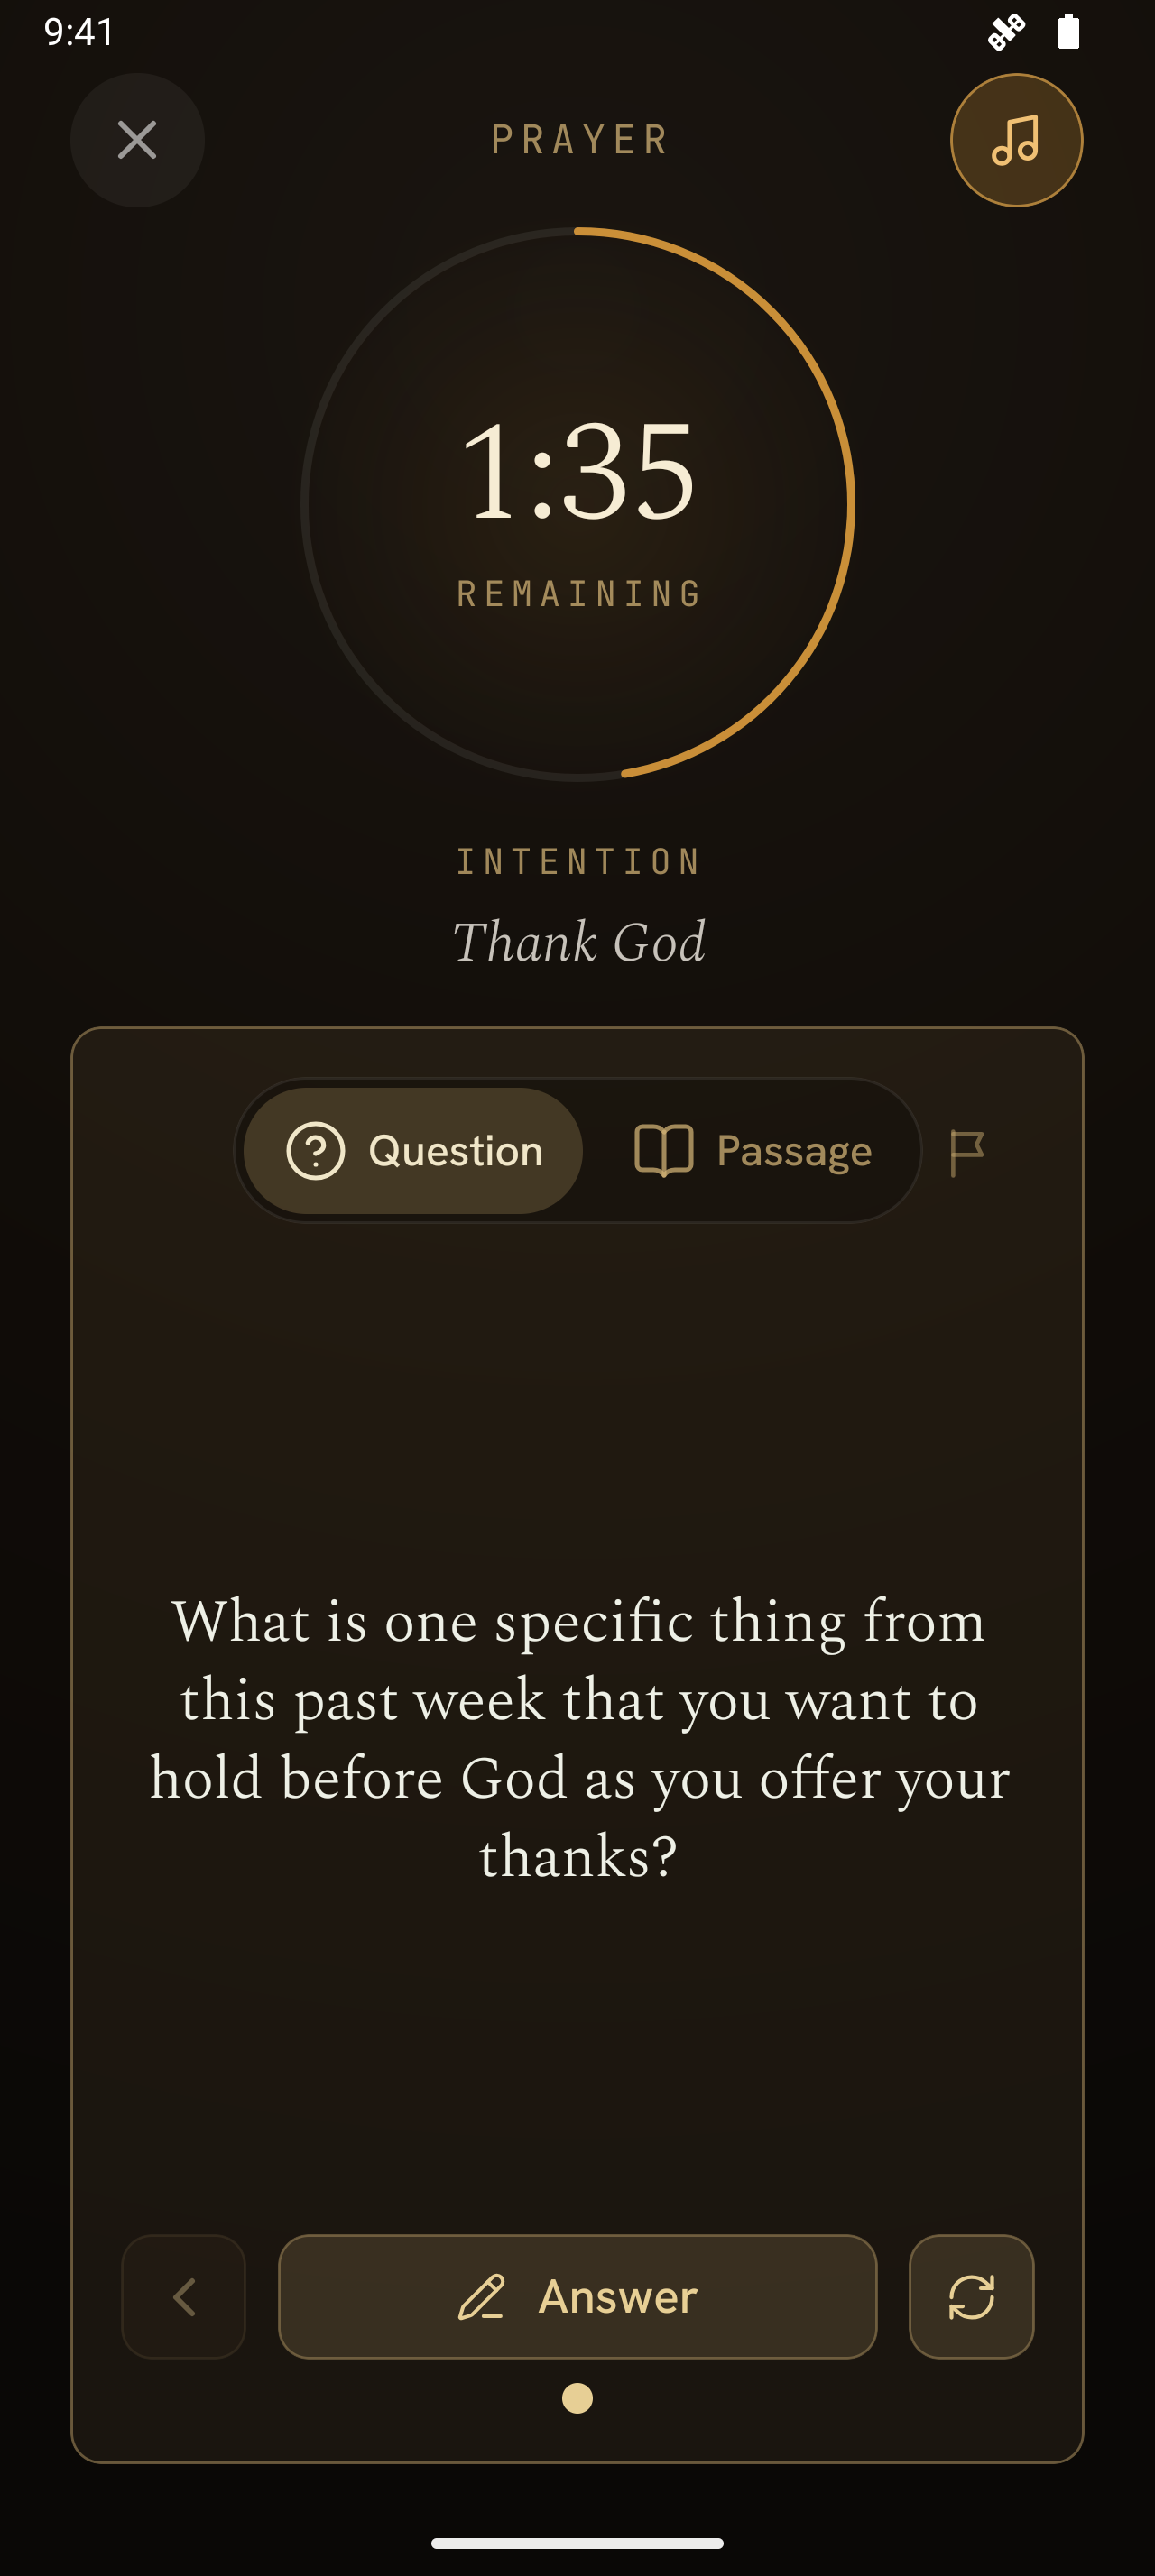 9:41
PRAYER
1:35
REMAINING
INTENTION
Thank God
Question
Passage
What is one specific thing from
this past week that you want to
hold before God as you offer your
thanks?
Answer